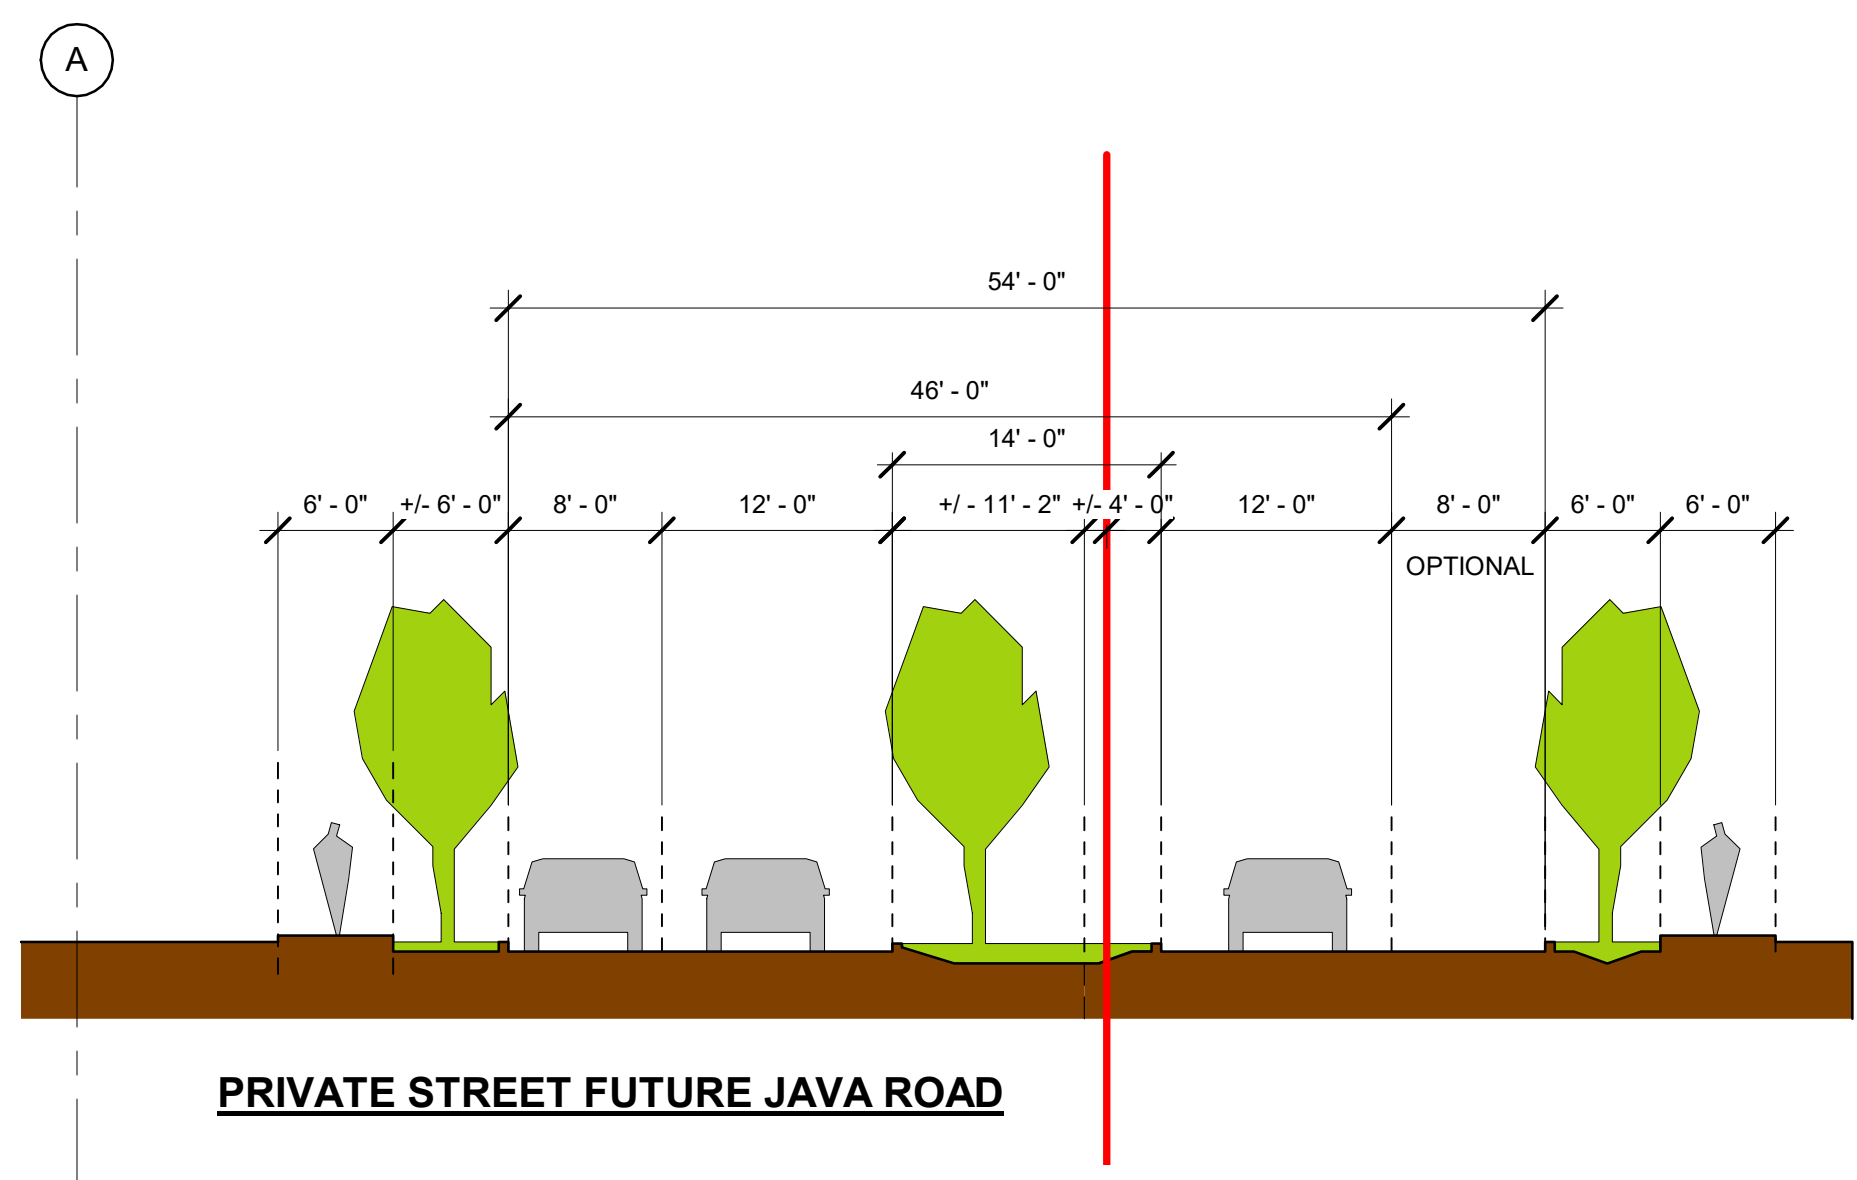 A
54' - 0"
46' - 0"
14' - 0"
6' - 0" +/- 6' - 0" 8' - 0" 12' - 0" +/ - 11' - 2" +/- 4' - 0" 12' - 0" 8' - 0" 6' - 0" 6' - 0"
OPTIONAL
PRIVATE STREET FUTURE JAVA ROAD